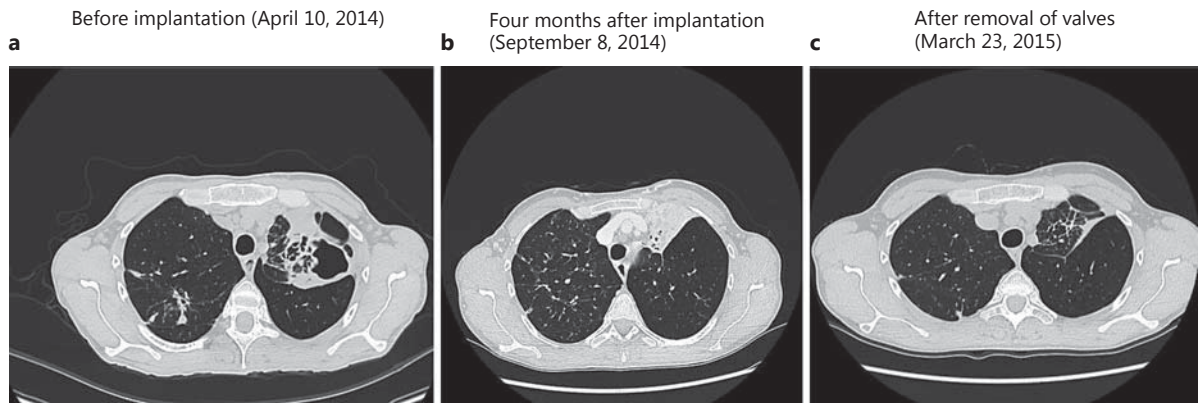 Before implantation (April 10, 2014)
a
Four months after implantation
(September 8, 2014)
b
After removal of valves
(March 23, 2015)
c